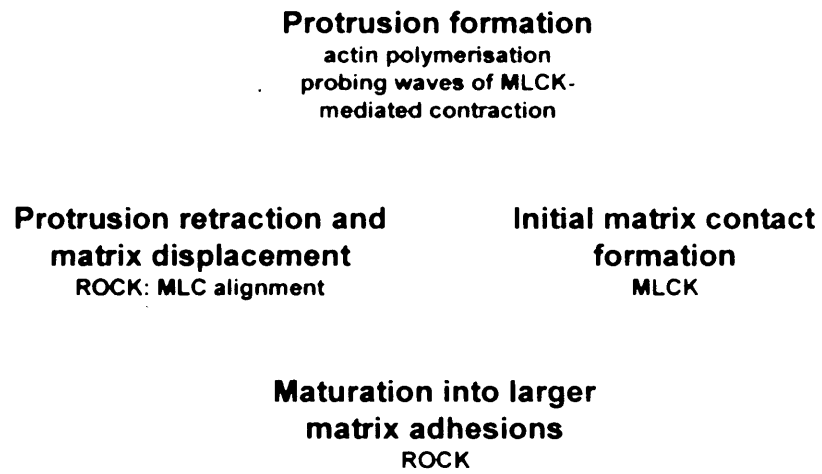 Protrusion formation
actin polymerisation
probing waves of MLCK-
mediated contraction
Protrusion retraction and
matrix displacement
ROCK: MLC alignment
Initial matrix contact
formation
MLCK
Maturation into larger
matrix adhesions
ROCK